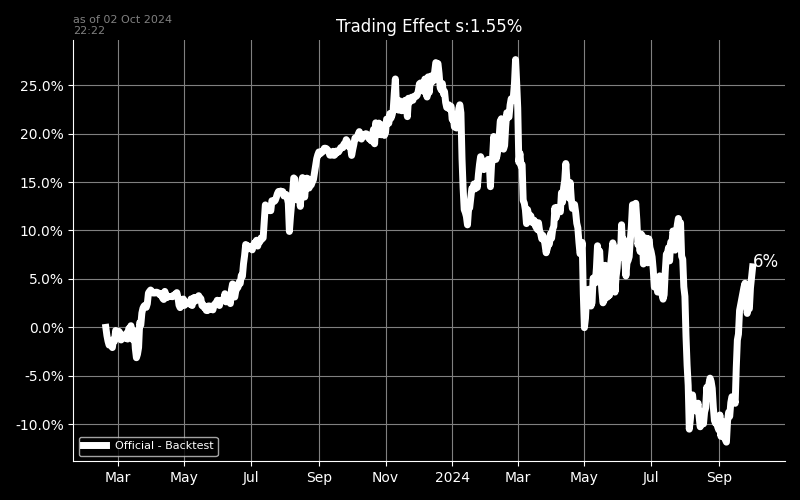 as of 02 Oct 2024
22:22
Trading Effect s:1.55%
25.0%
20.0%
15.0%
10.0%
5.0%
0.0%
-5.0%
-10.0%
6%
Official - Backtest
Mar May Jul Sep Nov 2024 Mar May Jul Sep